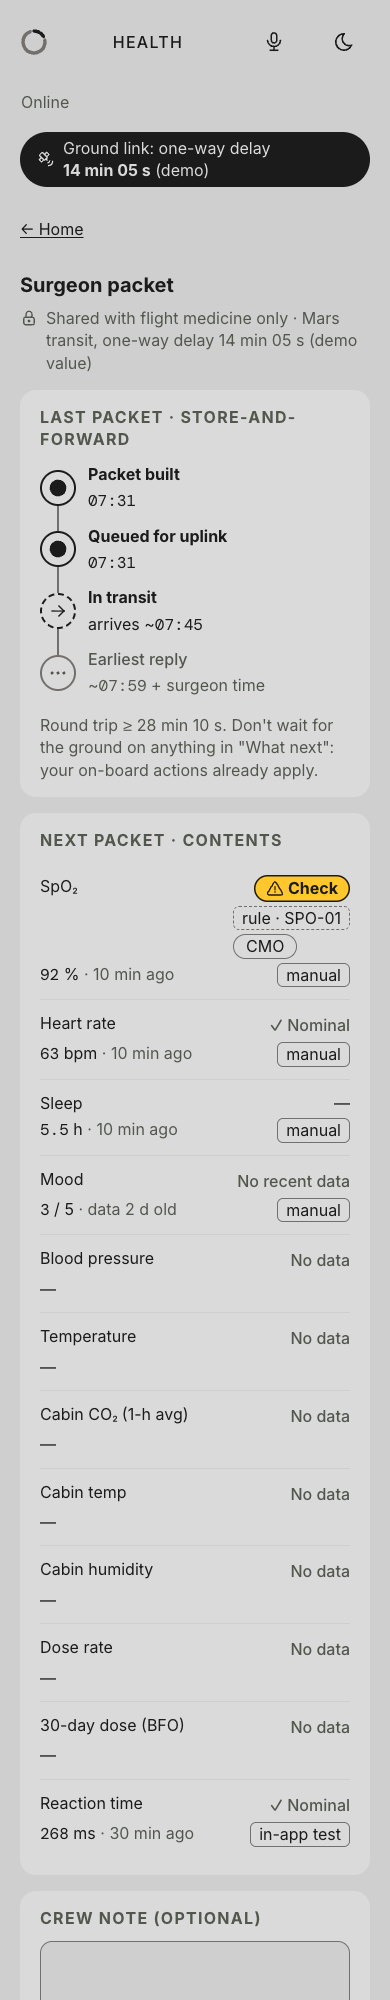 HEALTH
Online
Ground link: one-way delay
14 min 05 s (demo)
← Home
Surgeon packet
Shared with flight medicine only · Mars
transit, one-way delay 14 min 05 s (demo
value)
LAST PACKET · STORE-AND-
FORWARD
Packet built
07:31
Queued for uplink
07:31
In transit
arrives ~07:45
Earliest reply
~07:59 + surgeon time
Round trip ≥ 28 min 10 s. Don't wait for
the ground on anything in "What next":
your on-board actions already apply.
NEXT PACKET · CONTENTS
SpO₂
Check
rule · SPO-01
CMO
92 % · 10 min ago manual
Heart rate ✓ Nominal
63 bpm · 10 min ago manual
Sleep —
5.5 h · 10 min ago manual
Mood No recent data
3 / 5 · data 2 d old manual
Blood pressure No data
—
Temperature No data
—
Cabin CO₂ (1-h avg) No data
—
Cabin temp No data
—
Cabin humidity No data
—
Dose rate No data
—
30-day dose (BFO) No data
—
Reaction time ✓ Nominal
268 ms · 30 min ago in-app test
CREW NOTE (OPTIONAL)